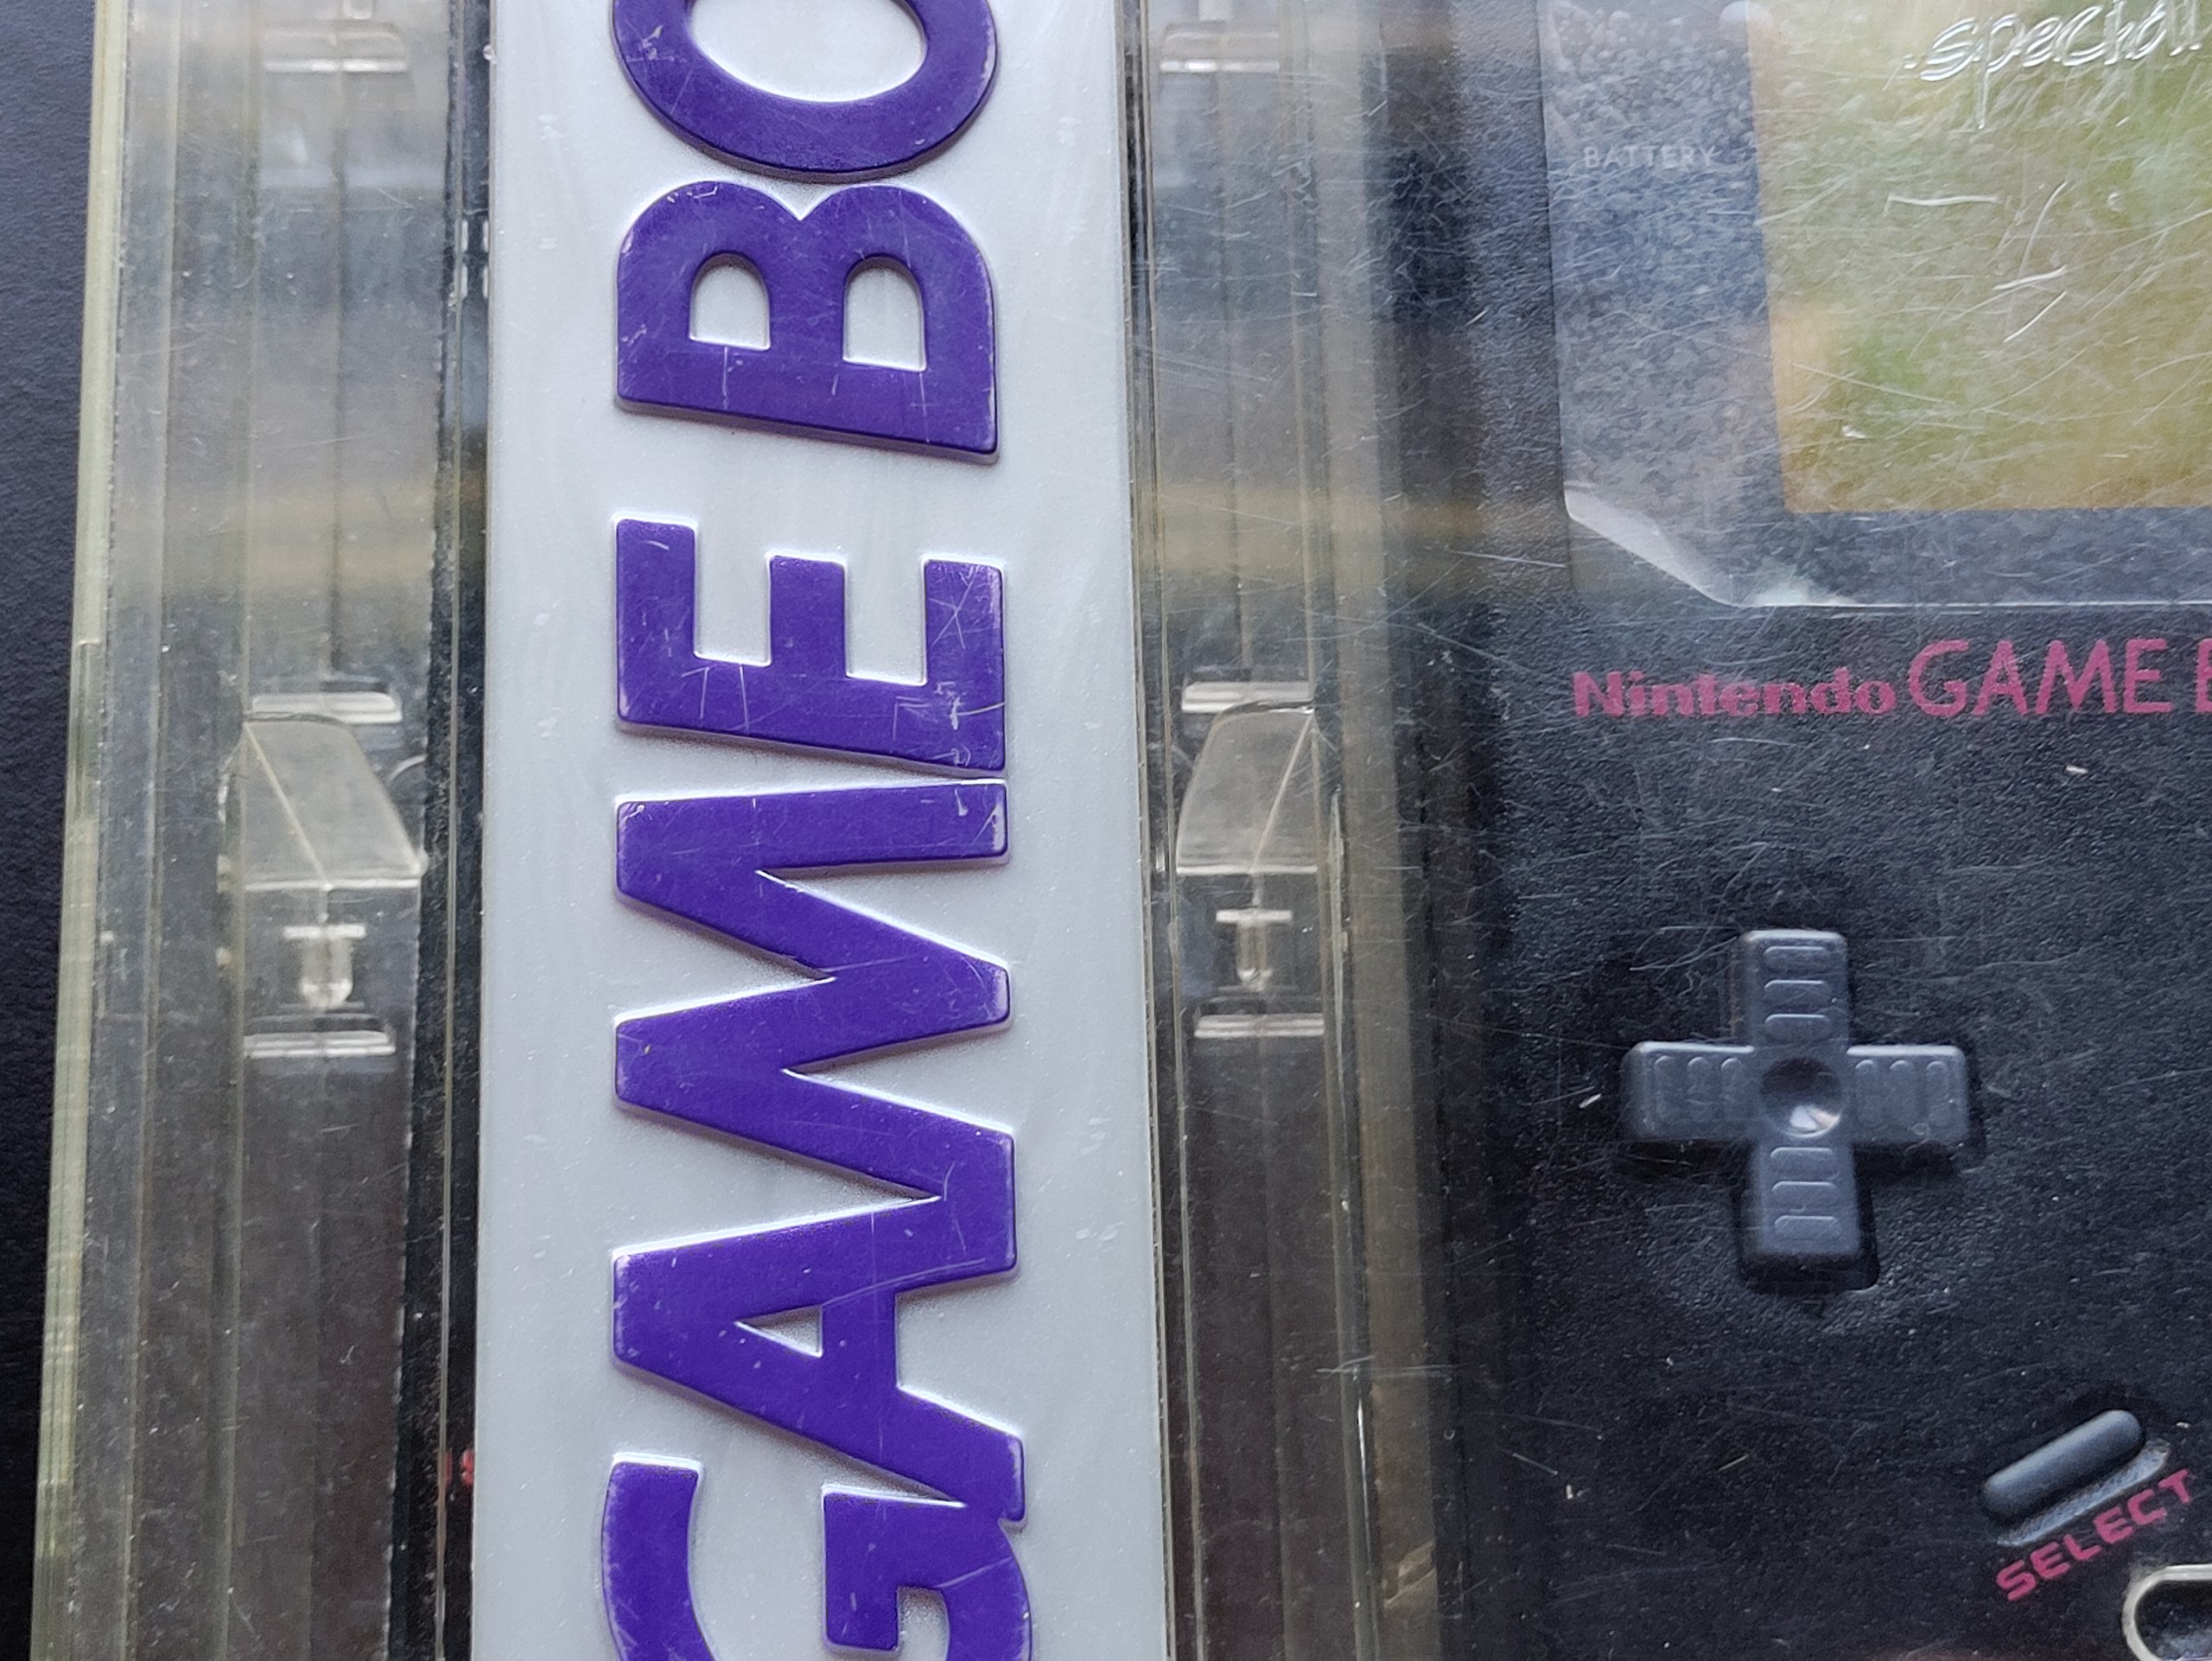 GAME BO
BATTERY
Nintendo GAME B
SELECT